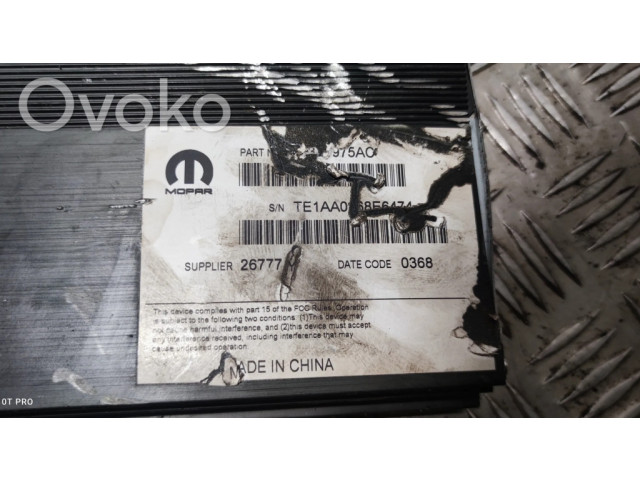 Ovoko
PART N 975AC
MOPAR
S/N TE1AA0
SUPPLIER 26777 DATE CODE 0368
This device complies with part 15 of the FCC Rules. Operation
is subject to the following two conditions: (1)This device may
not cause harmful interference, and (2)this device must accept
any interference received, including interference that may
cause undesired operation.
MADE IN CHINA
OT PRO